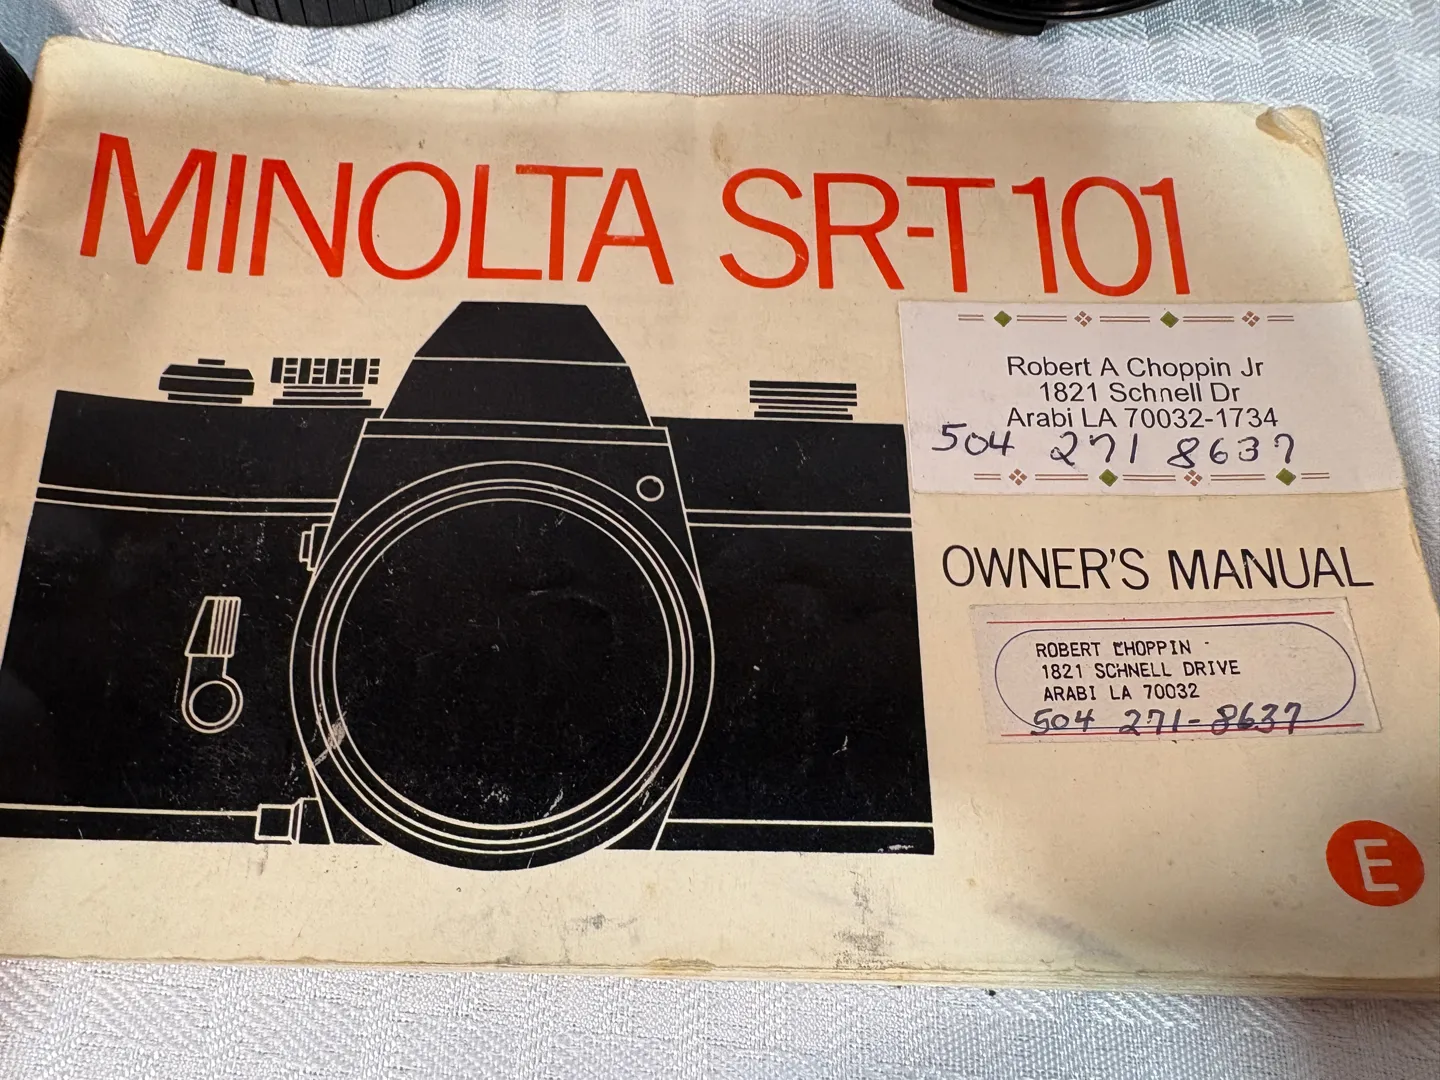 MINOLTA SR-T 101
Robert A Choppin Jr
1821 Schnell Dr
Arabi LA 70032-1734
504 271 8637
OWNER'S MANUAL
ROBERT CHOPPIN
1821 SCHNELL DRIVE
ARABI LA 70032
504 271-8637
E